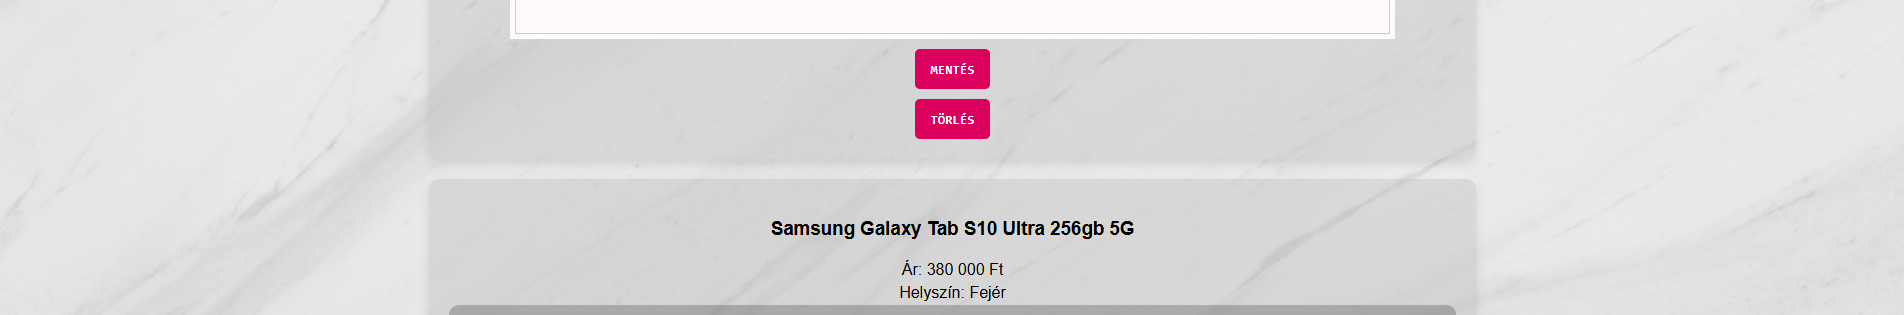 MENTÉS
TÖRLÉS
Samsung Galaxy Tab S10 Ultra 256gb 5G
Ár: 380 000 Ft
Helyszín: Fejér